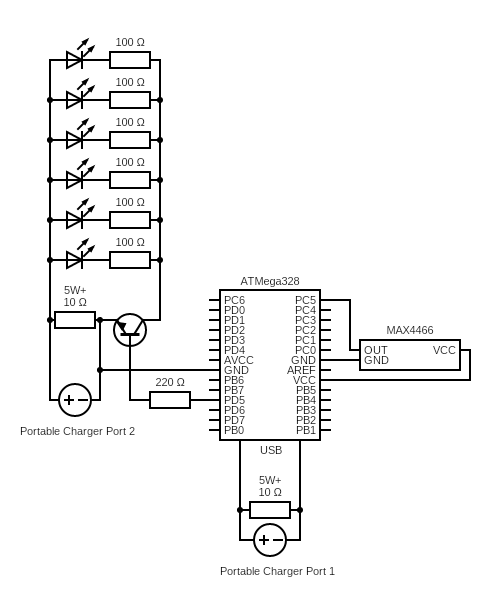 100 Ω
100 Ω
100 Ω
100 Ω
100 Ω
100 Ω
5W+
10 Ω
Portable Charger Port 2
220 Ω
ATMega328
PC6
PD0
PD1
PD2
PD3
PD4
AVCC
GND
PB6
PB7
PD5
PD6
PD7
PB0
PC5
PC4
PC3
PC2
PC1
PC0
GND
AREF
VCC
PB5
PB4
PB3
PB2
PB1
USB
MAX4466
OUT
GND
VCC
5W+
10 Ω
Portable Charger Port 1